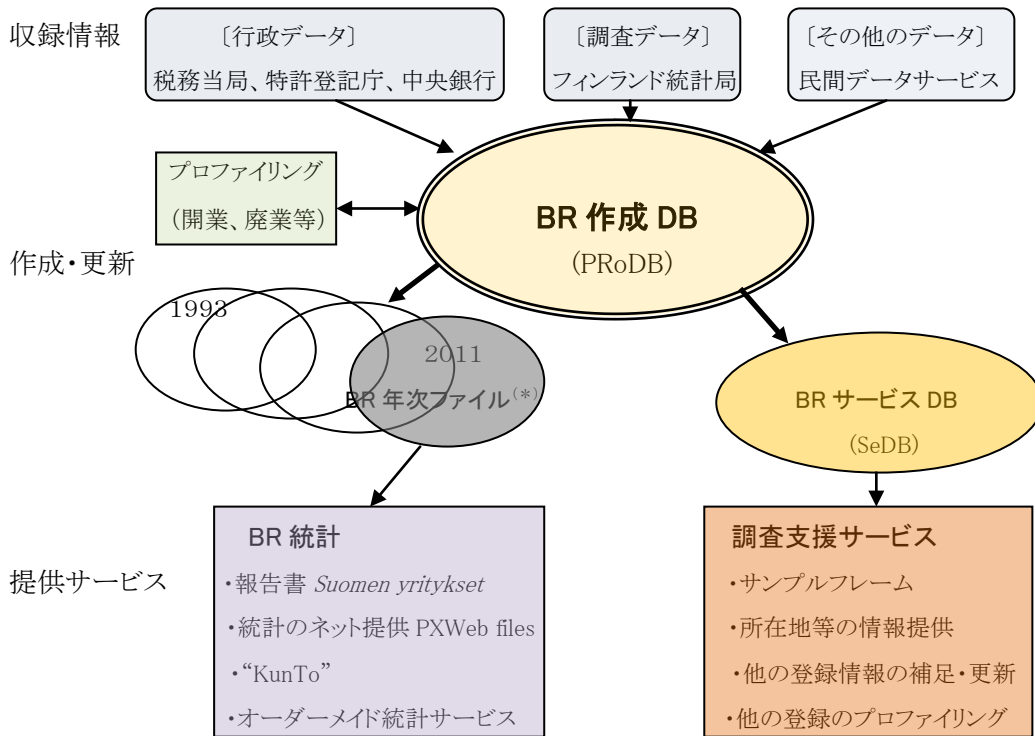 収録情報
〔行政データ〕
税務当局、特許登記庁、中央銀行
〔調査データ〕
フィンランド統計局
〔その他のデータ〕
民間データサービス
プロファイリング
（開業、廃業等）
BR 作成 DB
(PRoDB)
作成・更新
1993
2011
BR 年次ファイル(*)
BR サービス DB
(SeDB)
提供サービス
BR 統計
・報告書 Suomen yritykset
・統計のネット提供 PXWeb files
・“KunTo”
・オーダーメイド統計サービス
調査支援サービス
・サンプルフレーム
・所在地等の情報提供
・他の登録情報の補足・更新
・他の登録のプロファイリング